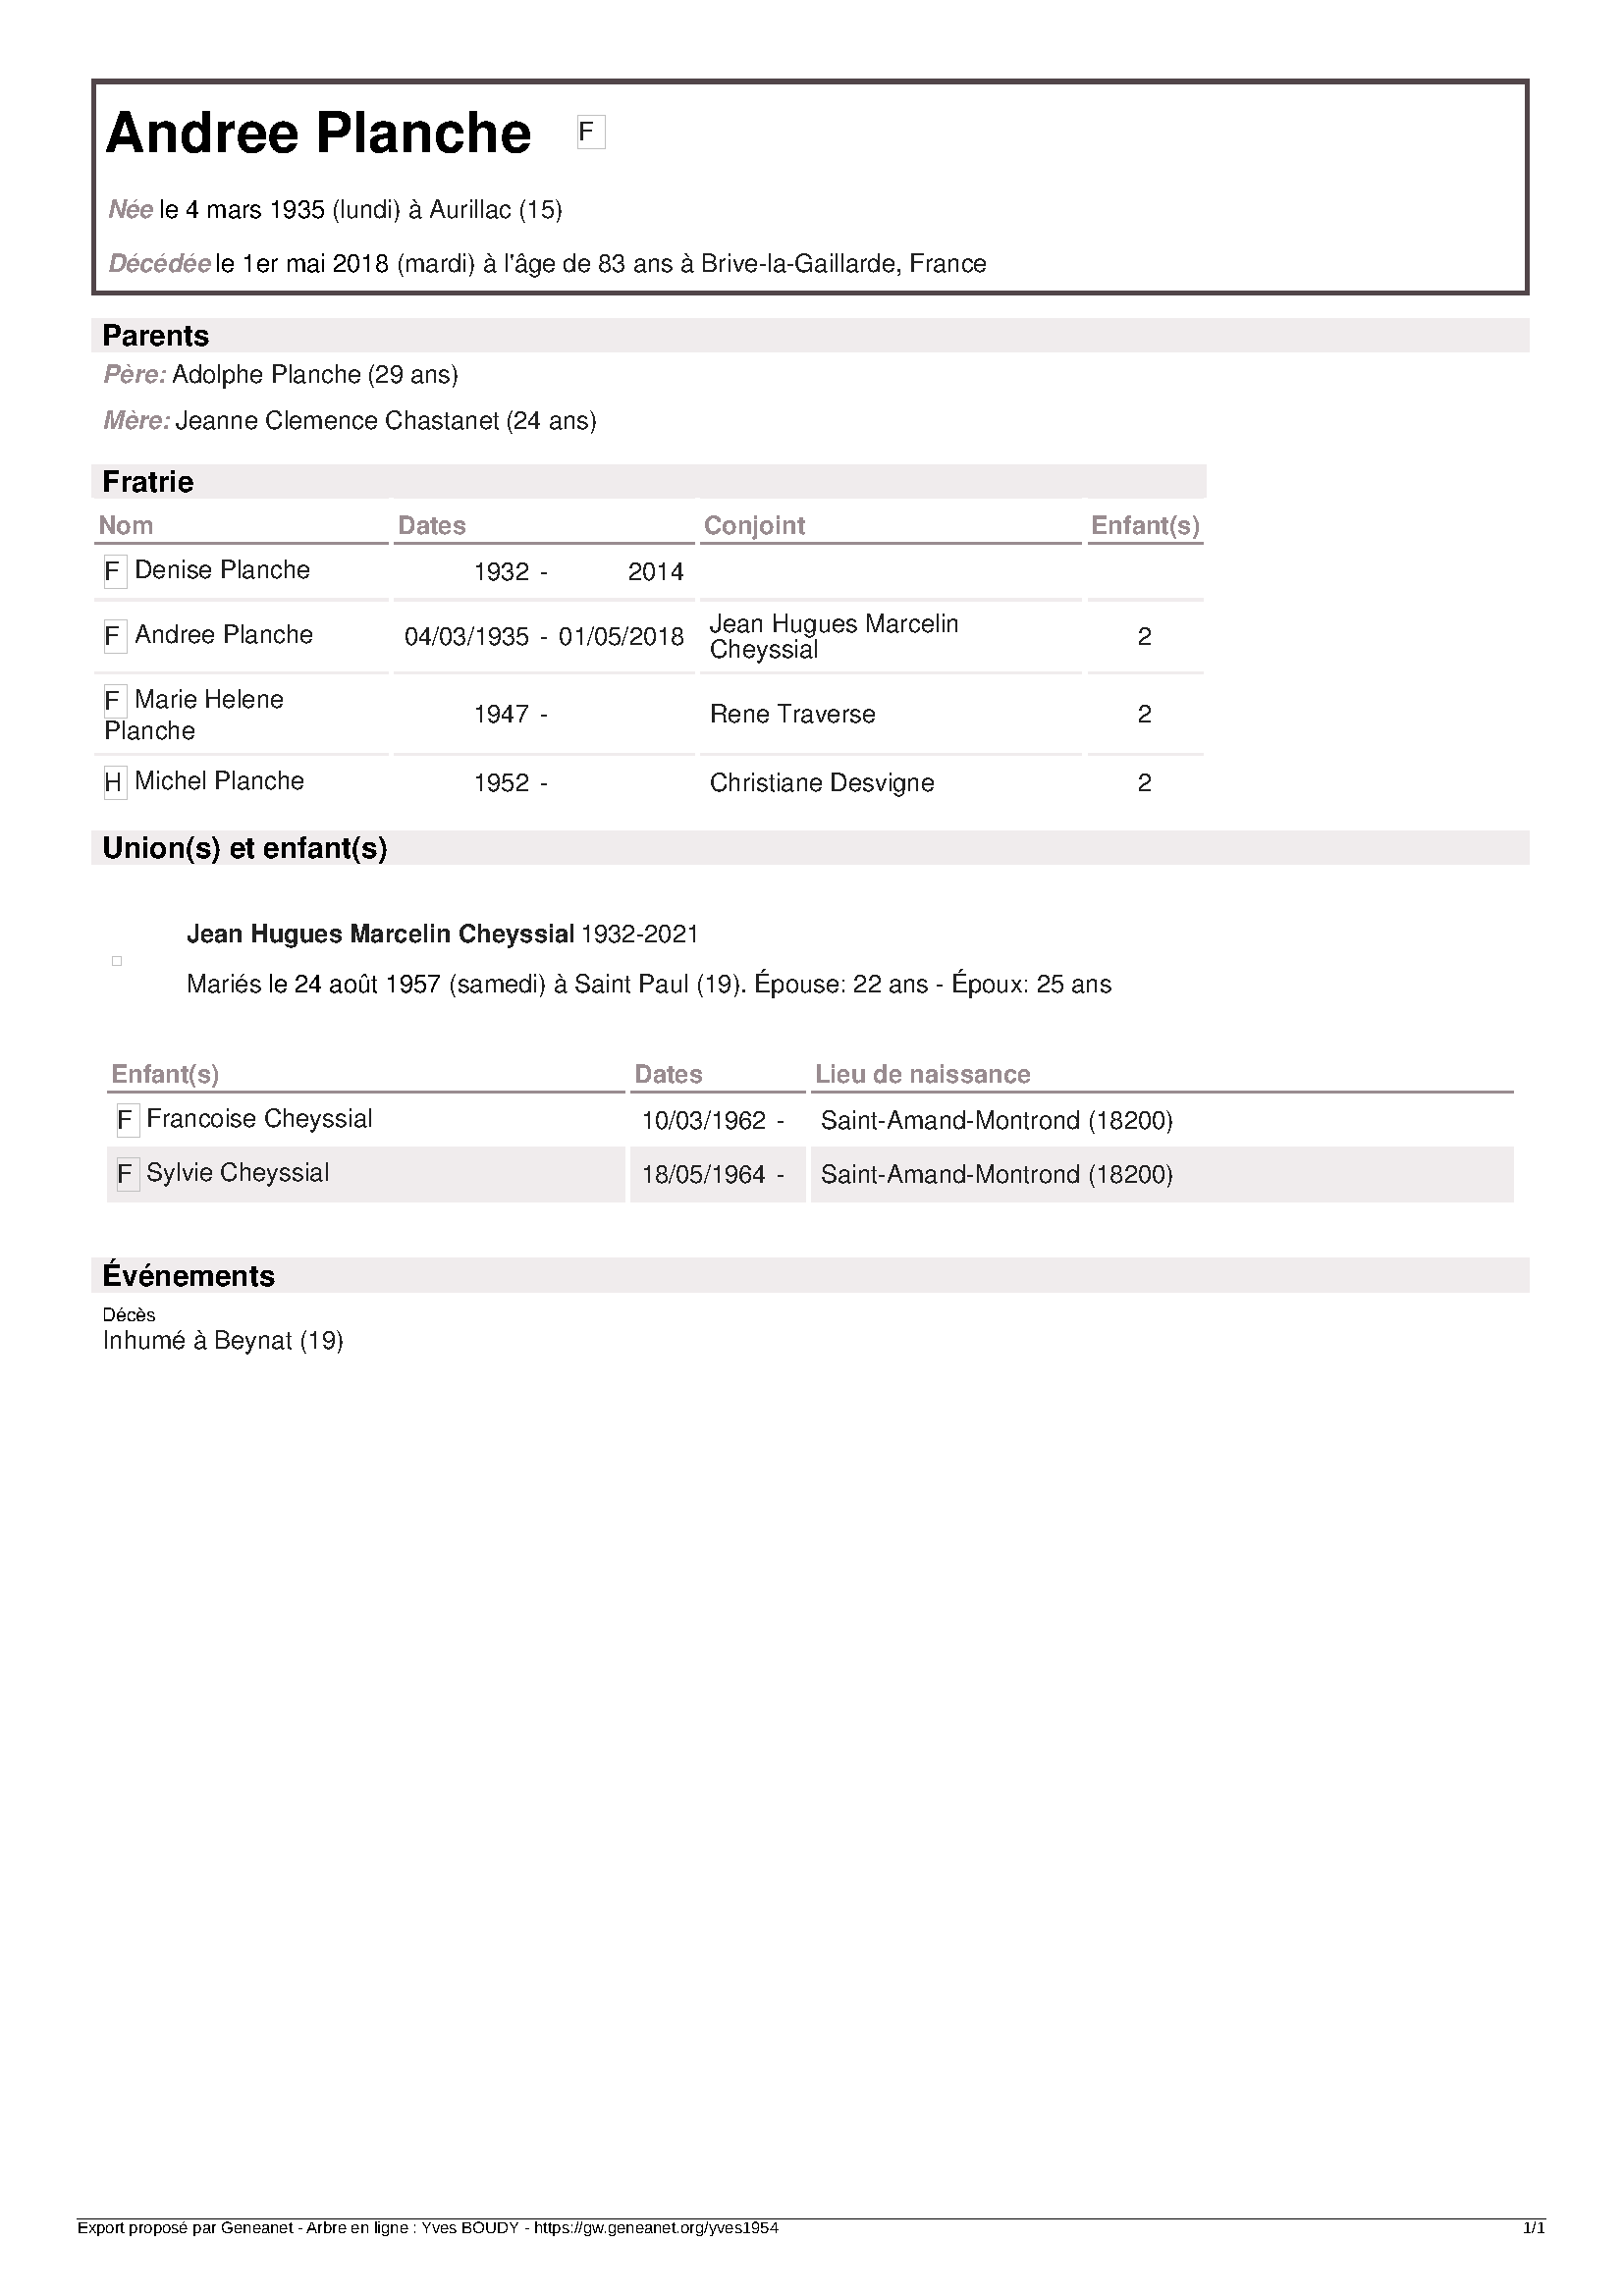 Andree Planche F
Née le 4 mars 1935 (lundi) à Aurillac (15)
Décédée le 1er mai 2018 (mardi) à l'âge de 83 ans à Brive-la-Gaillarde, France
Parents
Père: Adolphe Planche (29 ans)
Mère: Jeanne Clemence Chastanet (24 ans)
Fratrie
Nom Dates Conjoint Enfant(s)
F Denise Planche 1932 - 2014
F Andree Planche 04/03/1935 - 01/05/2018 Jean Hugues Marcelin
Cheyssial 2
F Marie Helene
Planche 1947 - Rene Traverse 2
H Michel Planche 1952 - Christiane Desvigne 2
Union(s) et enfant(s)
Jean Hugues Marcelin Cheyssial 1932-2021
Mariés le 24 août 1957 (samedi) à Saint Paul (19). Épouse: 22 ans - Époux: 25 ans
Enfant(s) Dates Lieu de naissance
F Francoise Cheyssial 10/03/1962 - Saint-Amand-Montrond (18200)
F Sylvie Cheyssial 18/05/1964 - Saint-Amand-Montrond (18200)
Événements
Décès
Inhumé à Beynat (19)
Export proposé par Geneanet - Arbre en ligne : Yves BOUDY - https://gw.geneanet.org/yves1954 1/1